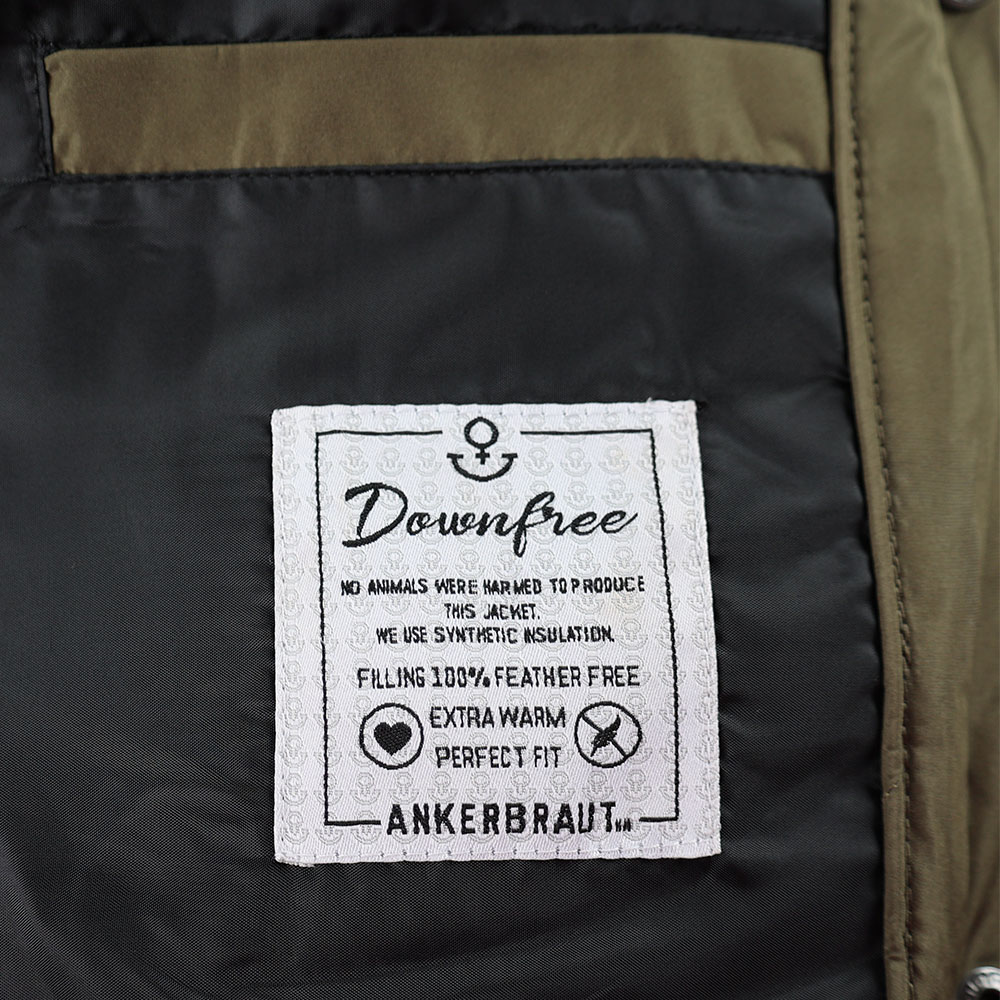 Downfree
NO ANIMALS WERE HARMED TO PRODUCE
THIS JACKET.
WE USE SYNTHETIC INSULATION.
FILLING 100% FEATHER FREE
EXTRA WARM
PERFECT FIT
ANKERBRAUT